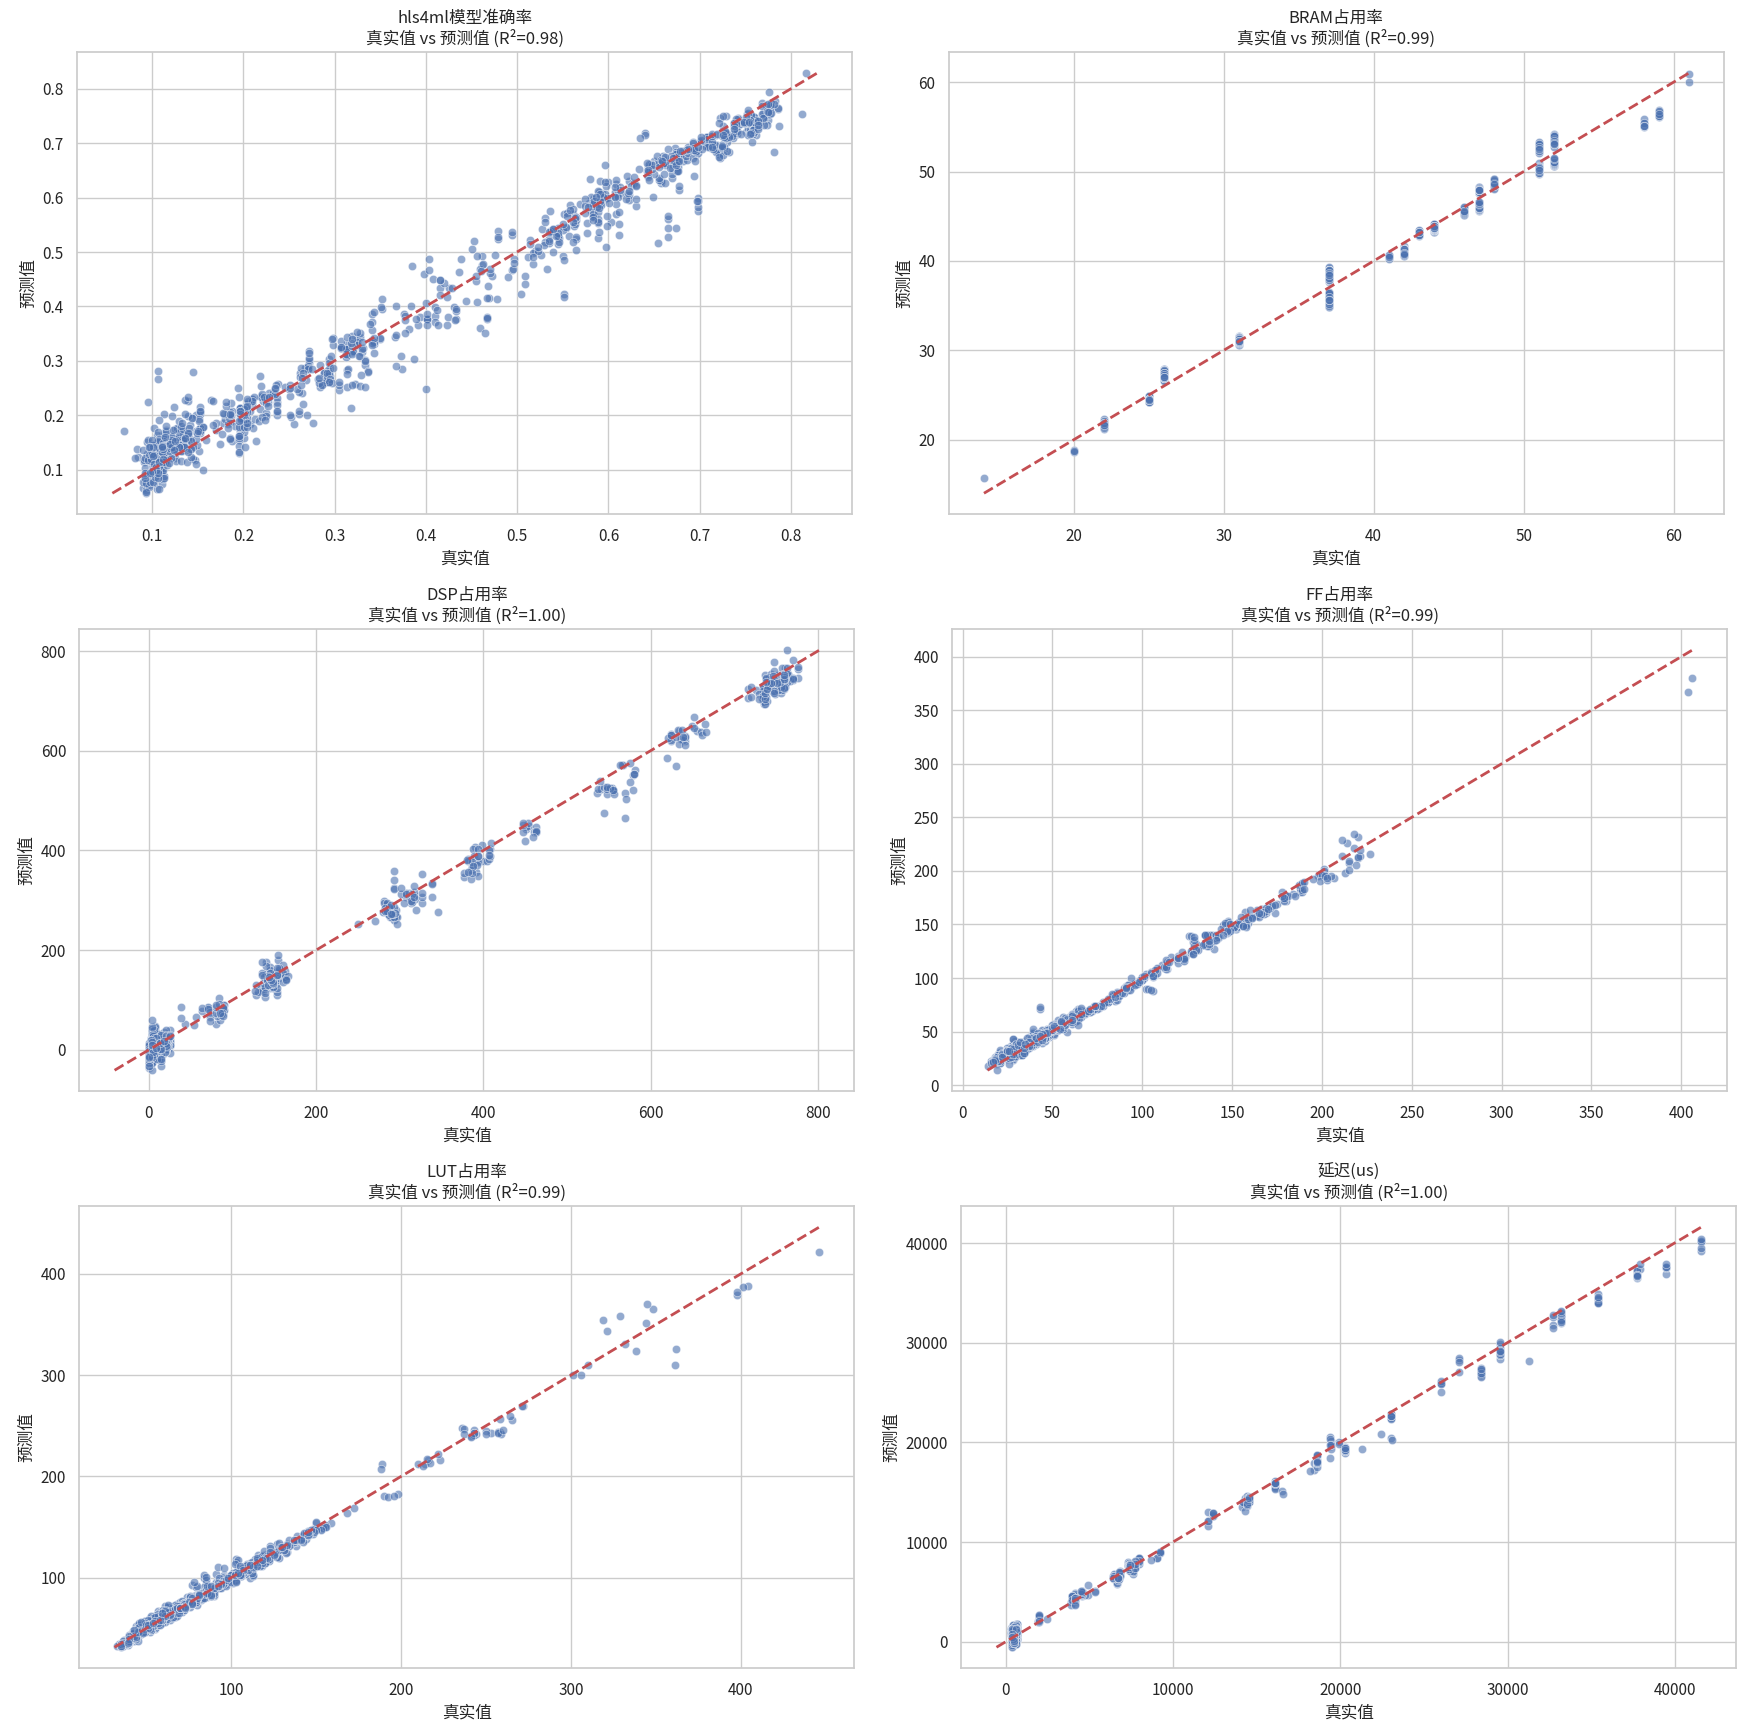 hls4ml模型准确率
真实值 vs 预测值 (R²=0.98)
预测值
0.8
0.7
0.6
0.5
0.4
0.3
0.2
0.1
0.1 0.2 0.3 0.4 0.5 0.6 0.7 0.8
真实值
BRAM占用率
真实值 vs 预测值 (R²=0.99)
预测值
60
50
40
30
20
20 30 40 50 60
真实值
DSP占用率
真实值 vs 预测值 (R²=1.00)
预测值
800
600
400
200
0
0 200 400 600 800
真实值
FF占用率
真实值 vs 预测值 (R²=0.99)
预测值
400
350
300
250
200
150
100
50
0
0 50 100 150 200 250 300 350 400
真实值
LUT占用率
真实值 vs 预测值 (R²=0.99)
预测值
400
300
200
100
100 200 300 400
真实值
延迟(us)
真实值 vs 预测值 (R²=1.00)
预测值
40000
30000
20000
10000
0
0 10000 20000 30000 40000
真实值